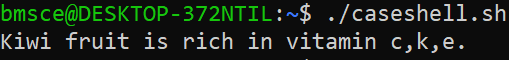 bmsce@DESKTOP-372NTIL:~$ ./caseshell.sh
Kiwi fruit is rich in vitamin c,k,e.